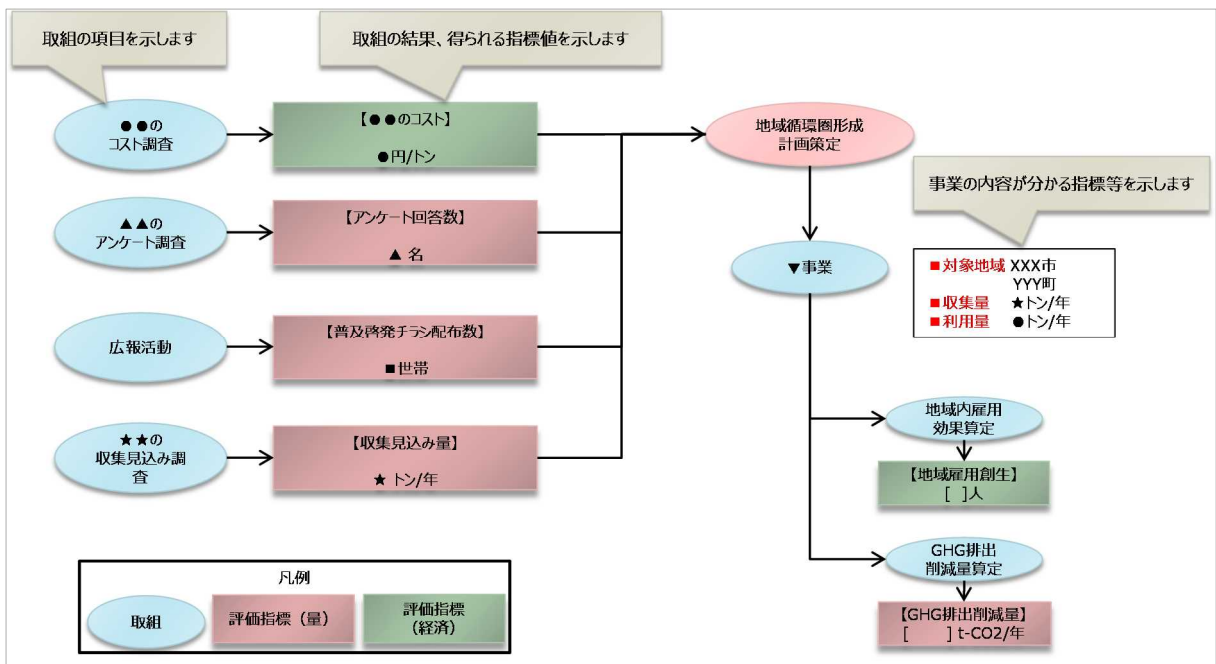 取組の項目を示します
取組の結果、得られる指標値を示します
●●の
コスト調査
【●●のコスト】
●円/トン
地域循環圏形成
計画策定
事業の内容が分かる指標等を示します
▲▲の
アンケート調査
【アンケート回答数】
▲ 名
▼事業
■対象地域 XXX市
YYY町
■収集量 ★トン/年
■利用量 ●トン/年
広報活動
【普及啓発チラシ配布数】
■世帯
★★の
収集見込み調
査
【収集見込み量】
★ トン/年
地域内雇用
効果算定
【地域雇用創生】
[ ]人
GHG排出
削減量算定
【GHG排出削減量】
[ ] t-CO2/年
凡例
取組
評価指標（量）
評価指標
（経済）